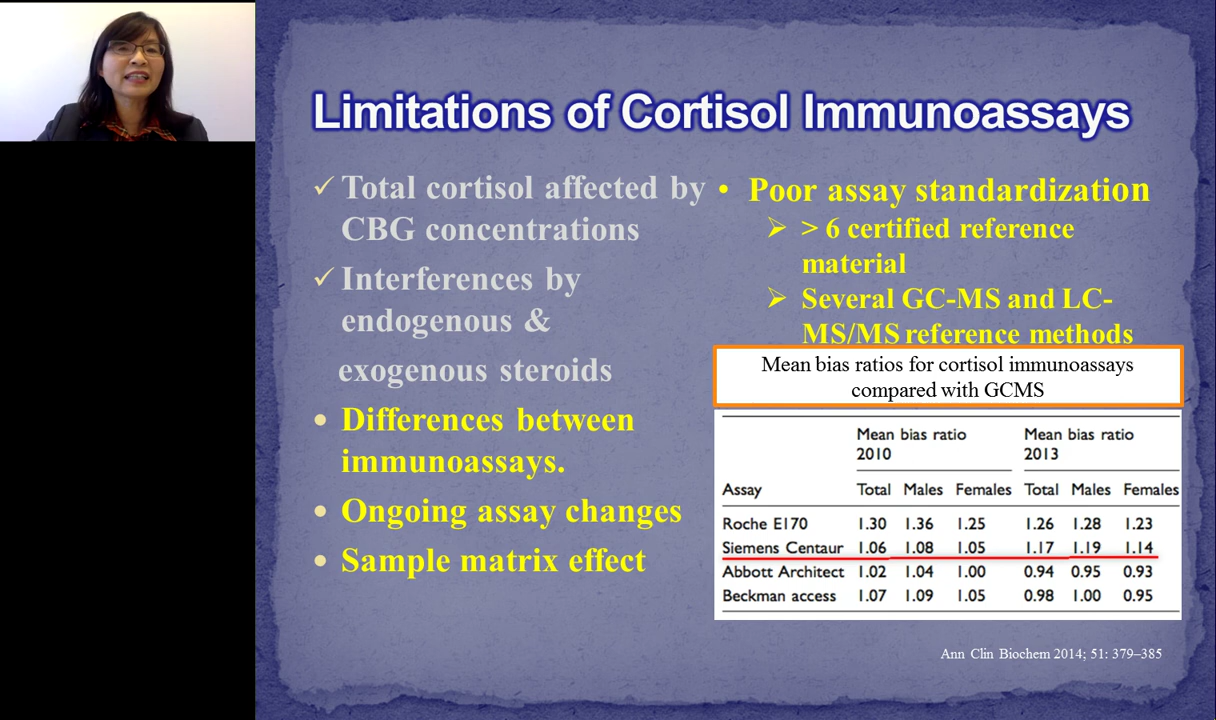 Limitations of Cortisol Immunoassays
✓ Total cortisol affected by
CBG concentrations
✓ Interferences by
endogenous &
exogenous steroids
• Differences between
immunoassays.
• Ongoing assay changes
• Sample matrix effect
• Poor assay standardization
➢ > 6 certified reference
material
➢ Several GC-MS and LC-
MS/MS reference methods
Mean bias ratios for cortisol immunoassays
compared with GCMS
Mean bias ratio Mean bias ratio
2010 2013
Assay Total Males Females Total Males Females
Roche E170 1.30 1.36 1.25 1.26 1.28 1.23
Siemens Centaur 1.06 1.08 1.05 1.17 1.19 1.14
Abbott Architect 1.02 1.04 1.00 0.94 0.95 0.93
Beckman access 1.07 1.09 1.05 0.98 1.00 0.95
Ann Clin Biochem 2014; 51: 379–385